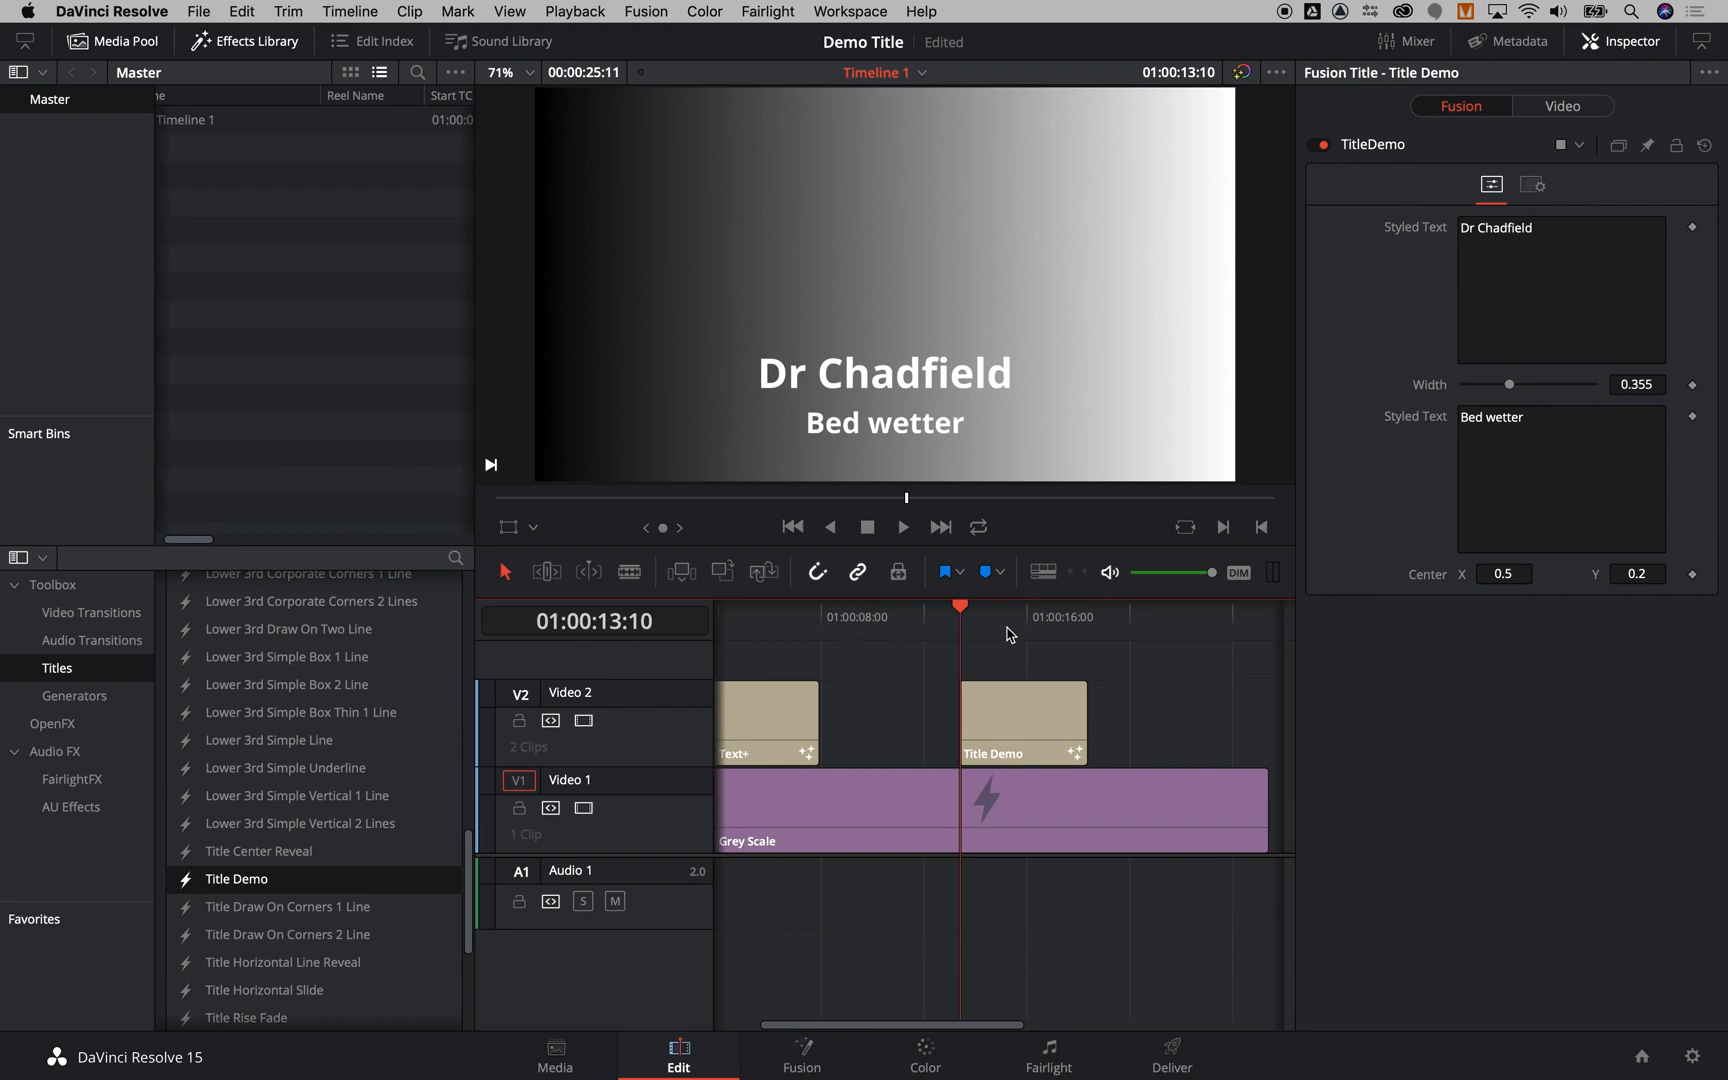 DaVinci Resolve File Edit Trim Timeline Clip Mark View Playback Fusion Color Fairlight Workspace Help
Media Pool Effects Library Edit Index Sound Library Demo Title Edited Mixer Metadata Inspector
Master 71% 00:00:25:11 Timeline 1 01:00:13:10 Fusion Title - Title Demo
Master
Reel Name Start TC
Timeline 1 01:00:0
Fusion Video
TitleDemo
Styled Text Dr Chadfield
Dr Chadfield
Bed wetter
Width 0.355
Styled Text Bed wetter
Smart Bins
Center X 0.5 Y 0.2
DIM
Toolbox
Video Transitions
Audio Transitions
Titles
Generators
OpenFX
Audio FX
FairlightFX
AU Effects
Favorites
Lower 3rd Corporate Corners 1 Line
Lower 3rd Corporate Corners 2 Lines
Lower 3rd Draw On Two Line
Lower 3rd Simple Box 1 Line
Lower 3rd Simple Box 2 Line
Lower 3rd Simple Box Thin 1 Line
Lower 3rd Simple Line
Lower 3rd Simple Underline
Lower 3rd Simple Vertical 1 Line
Lower 3rd Simple Vertical 2 Lines
Title Center Reveal
Title Demo
Title Draw On Corners 1 Line
Title Draw On Corners 2 Line
Title Horizontal Line Reveal
Title Horizontal Slide
Title Rise Fade
01:00:13:10 01:00:08:00 01:00:16:00
V2 Video 2
2 Clips
Text+ Title Demo
V1 Video 1
1 Clip
Grey Scale
A1 Audio 1 2.0
S M
DaVinci Resolve 15
Media Edit Fusion Color Fairlight Deliver